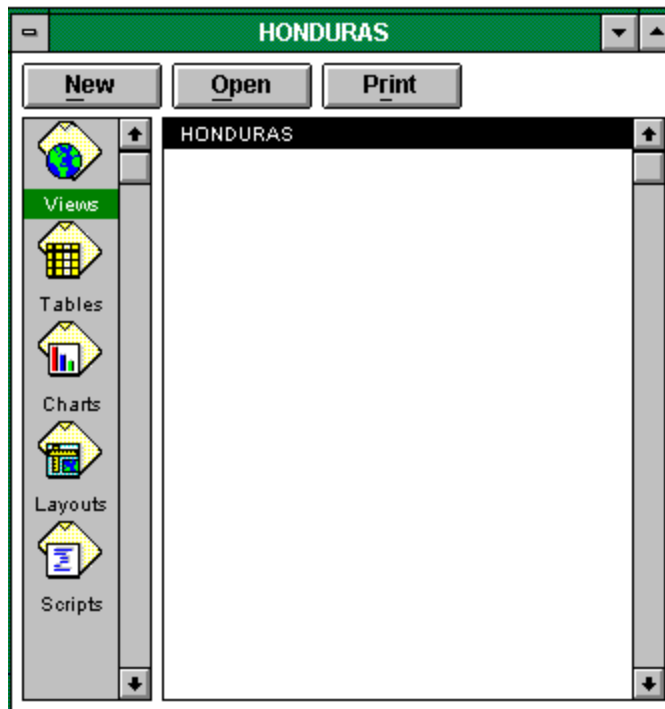 HONDURAS
New Open Print
HONDURAS
Views
Tables
Charts
Layouts
Scripts